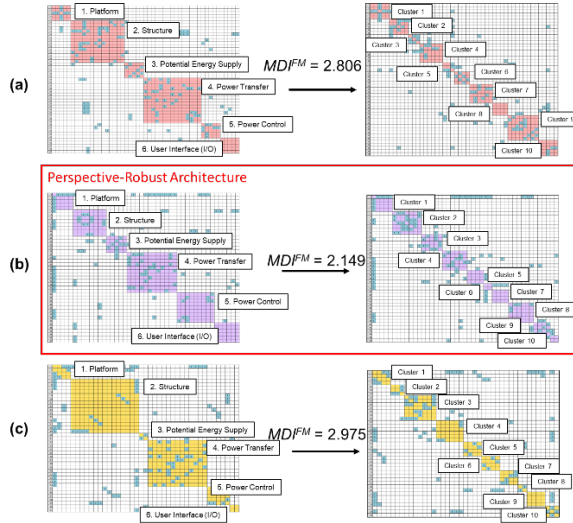 (a)
1. Platform
2. Structure
3. Potential Energy Supply
4. Power Transfer
5. Power Control
6. User Interface (I/O)
MDI^FM = 2.806
Cluster 1
Cluster 2
Cluster 3
Cluster 4
Cluster 5
Cluster 6
Cluster 7
Cluster 8
Cluster 9
Cluster 10
Perspective-Robust Architecture
(b)
1. Platform
2. Structure
3. Potential Energy Supply
4. Power Transfer
5. Power Control
6. User Interface (I/O)
MDI^FM = 2.149
Cluster 1
Cluster 2
Cluster 3
Cluster 4
Cluster 5
Cluster 6
Cluster 7
Cluster 8
Cluster 9
Cluster 10
(c)
1. Platform
2. Structure
3. Potential Energy Supply
4. Power Transfer
5. Power Control
6. User Interface (I/O)
MDI^FM = 2.975
Cluster 1
Cluster 2
Cluster 3
Cluster 4
Cluster 5
Cluster 6
Cluster 7
Cluster 8
Cluster 9
Cluster 10